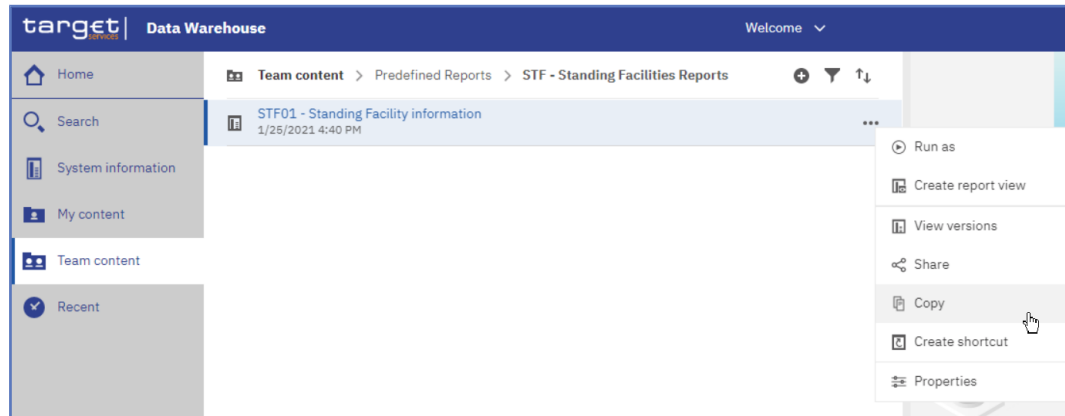 target services Data Warehouse Welcome
Home
Team content > Predefined Reports > STF - Standing Facilities Reports
Search
STF01 - Standing Facility information
1/25/2021 4:40 PM
System information
My content
Team content
Recent
Run as
Create report view
View versions
Share
Copy
Create shortcut
Properties